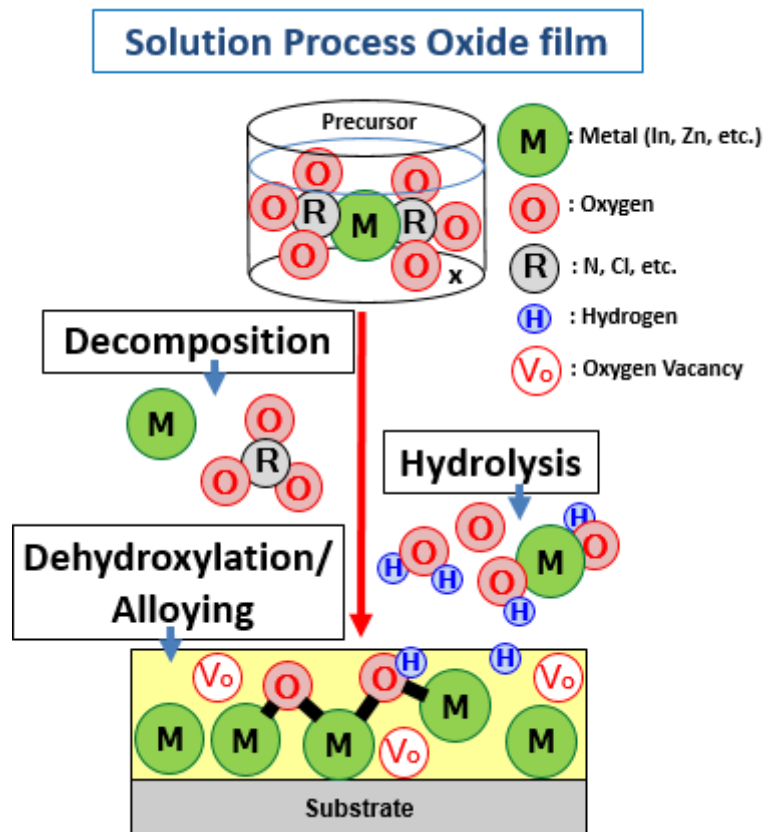 Solution Process Oxide film
Precursor
O
O
O
R
M
R
O
O
O
x
M : Metal (In, Zn, etc.)
O : Oxygen
R : N, Cl, etc.
H : Hydrogen
Vo : Oxygen Vacancy
Decomposition
M
O
R
O
O
Hydrolysis
O
H
O
O
M
H
H
O
H
Dehydroxylation/
Alloying
Vo
O
O
H
H
Vo
M
M
M
M
Vo
M
Substrate